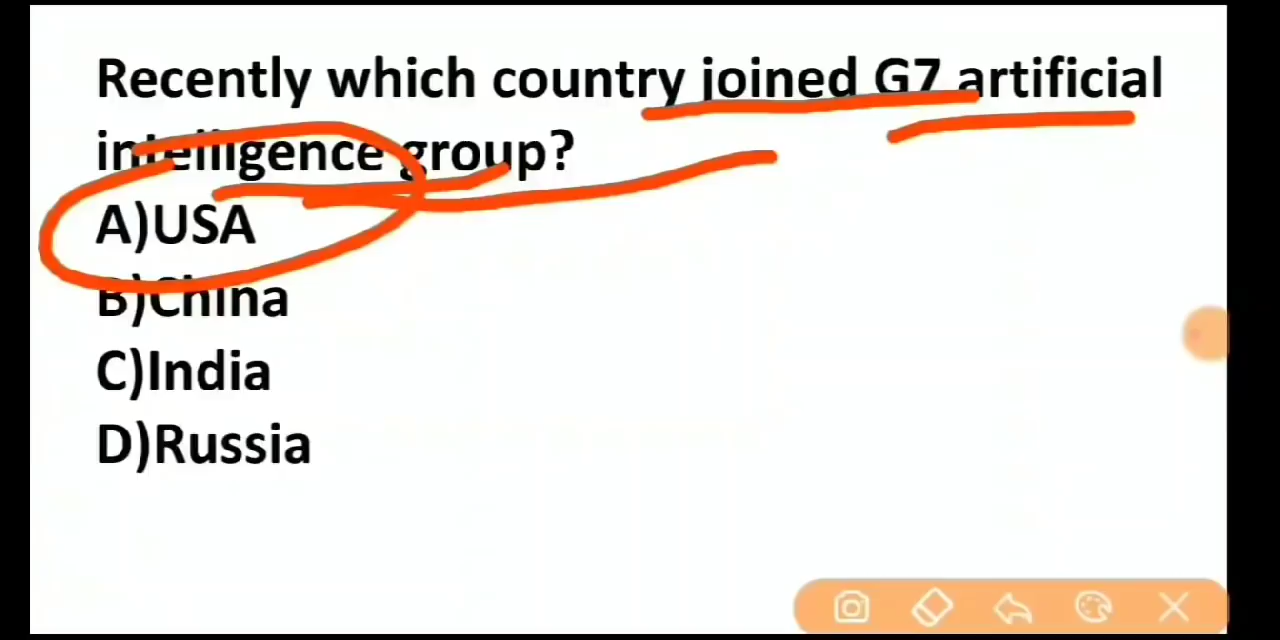 Recently which country joined G7 artificial
intelligence group?
A)USA
B)China
C)India
D)Russia